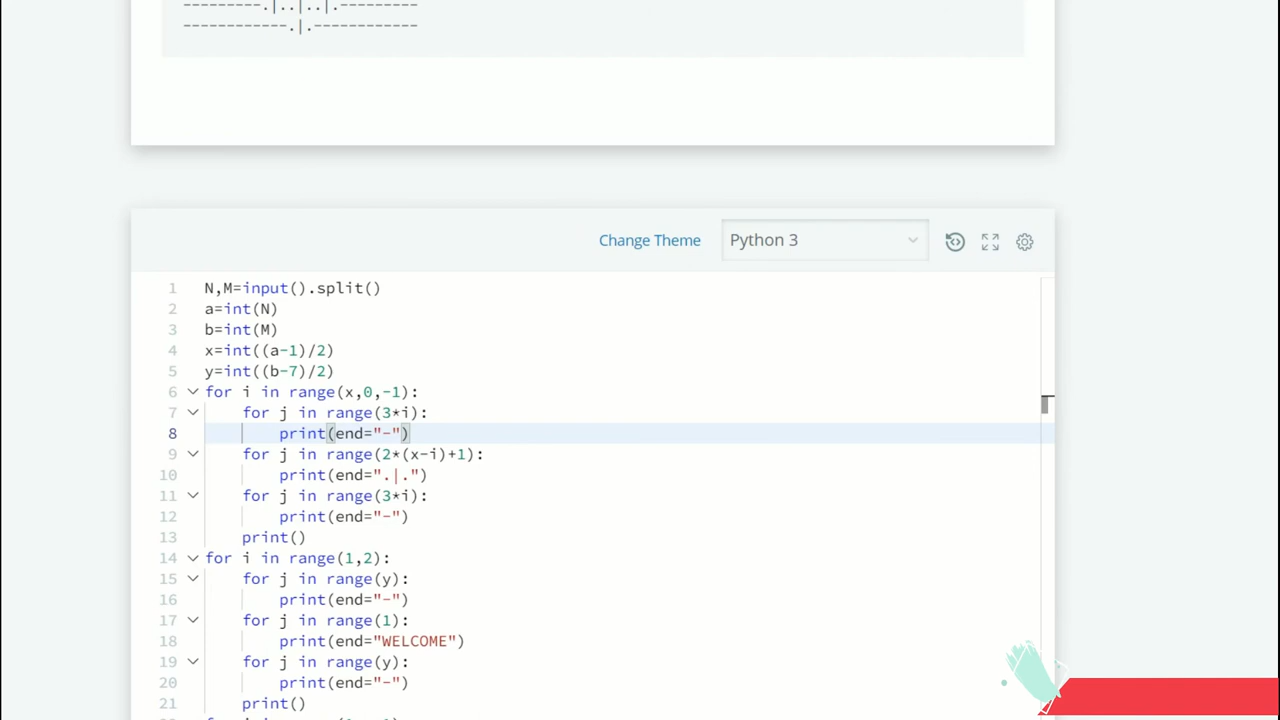 ---------.|..|..|.---------
------------.|.------------
Change Theme
Python 3
1 N,M=input().split()
2 a=int(N)
3 b=int(M)
4 x=int((a-1)/2)
5 y=int((b-7)/2)
6 for i in range(x,0,-1):
7 for j in range(3*i):
8 print(end="-")
9 for j in range(2*(x-i)+1):
10 print(end=".|.")
11 for j in range(3*i):
12 print(end="-")
13 print()
14 for i in range(1,2):
15 for j in range(y):
16 print(end="-")
17 for j in range(1):
18 print(end="WELCOME")
19 for j in range(y):
20 print(end="-")
21 print()